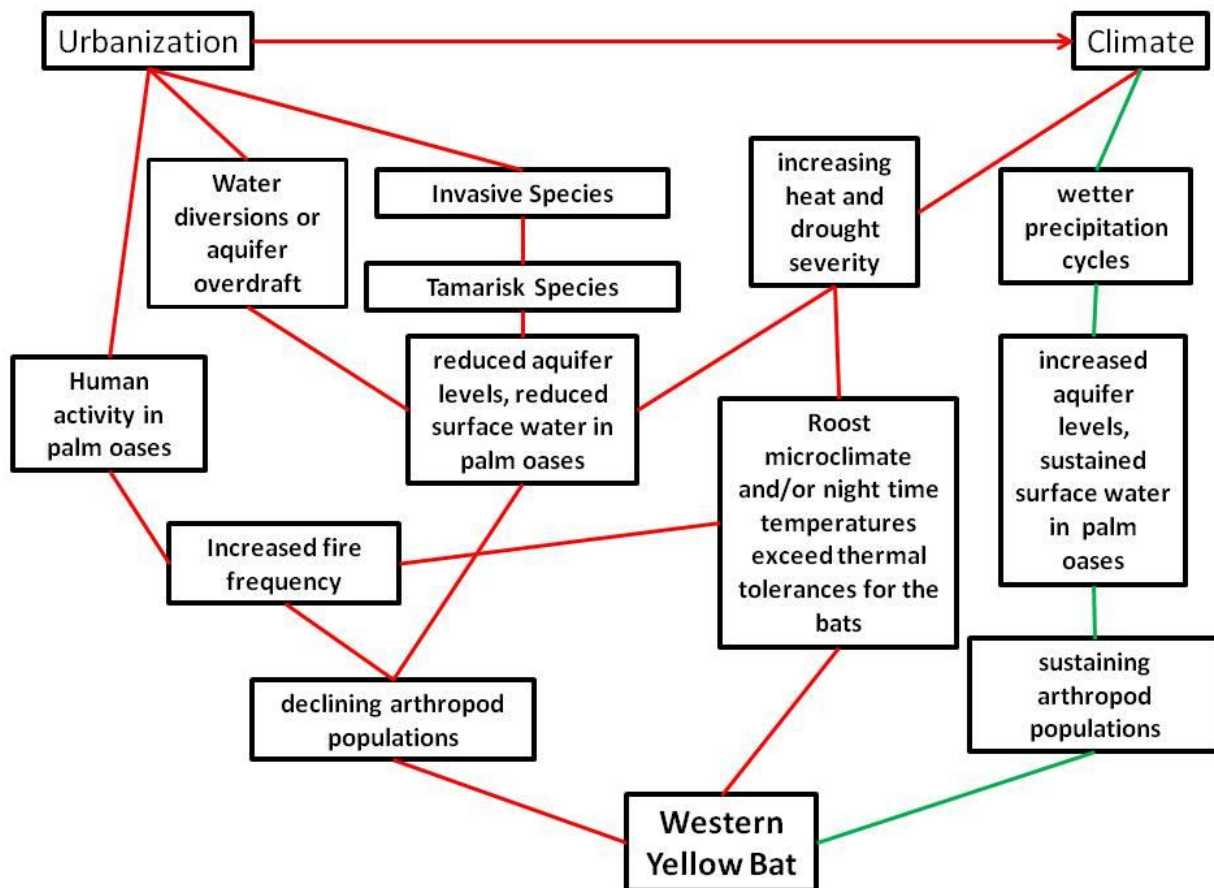 Urbanization
Climate
Water
diversions or
aquifer
overdraft
Invasive Species
Tamarisk Species
increasing
heat and
drought
severity
wetter
precipitation
cycles
Human
activity in
palm oases
reduced aquifer
levels, reduced
surface water in
palm oases
Roost
microclimate
and/or night time
temperatures
exceed thermal
tolerances for the
bats
increased
aquifer
levels,
sustained
surface water
in palm
oases
Increased fire
frequency
declining arthropod
populations
sustaining
arthropod
populations
Western
Yellow Bat